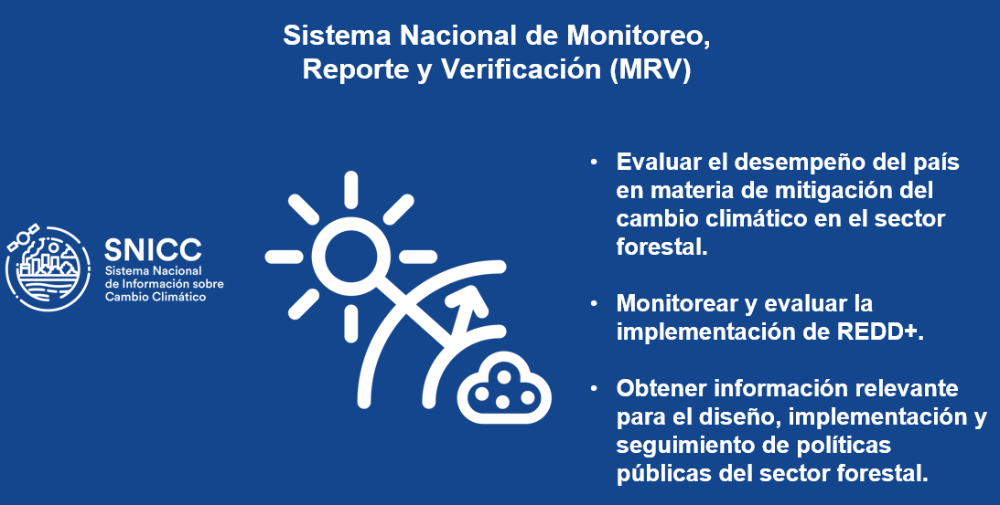 Sistema Nacional de Monitoreo,
Reporte y Verificación (MRV)
SNICC
Sistema Nacional
de Información sobre
Cambio Climático
• Evaluar el desempeño del país
en materia de mitigación del
cambio climático en el sector
forestal.
• Monitorear y evaluar la
implementación de REDD+.
• Obtener información relevante
para el diseño, implementación y
seguimiento de políticas
públicas del sector forestal.